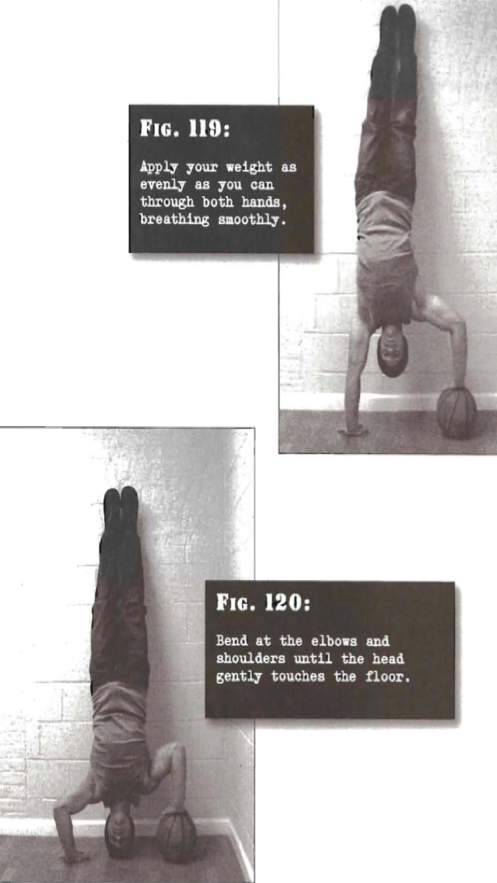 FIG. 119:
Apply your weight as
evenly as you can
through both hands,
breathing smoothly.
FIG. 120:
Bend at the elbows and
shoulders until the head
gently touches the floor.